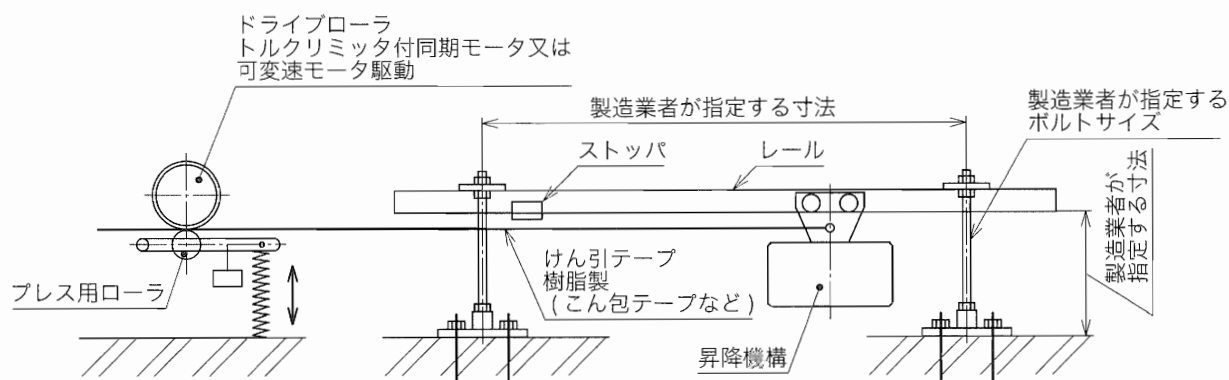 ドライブローラ
トルクリミッタ付同期モータ又は
可変速モータ駆動
製造業者が指定する寸法
製造業者が指定する
ボルトサイズ
ストッパ
レール
製造業者が
指定する寸法
けん引テープ
樹脂製
(こん包テープなど)
プレス用ローラ
昇降機構